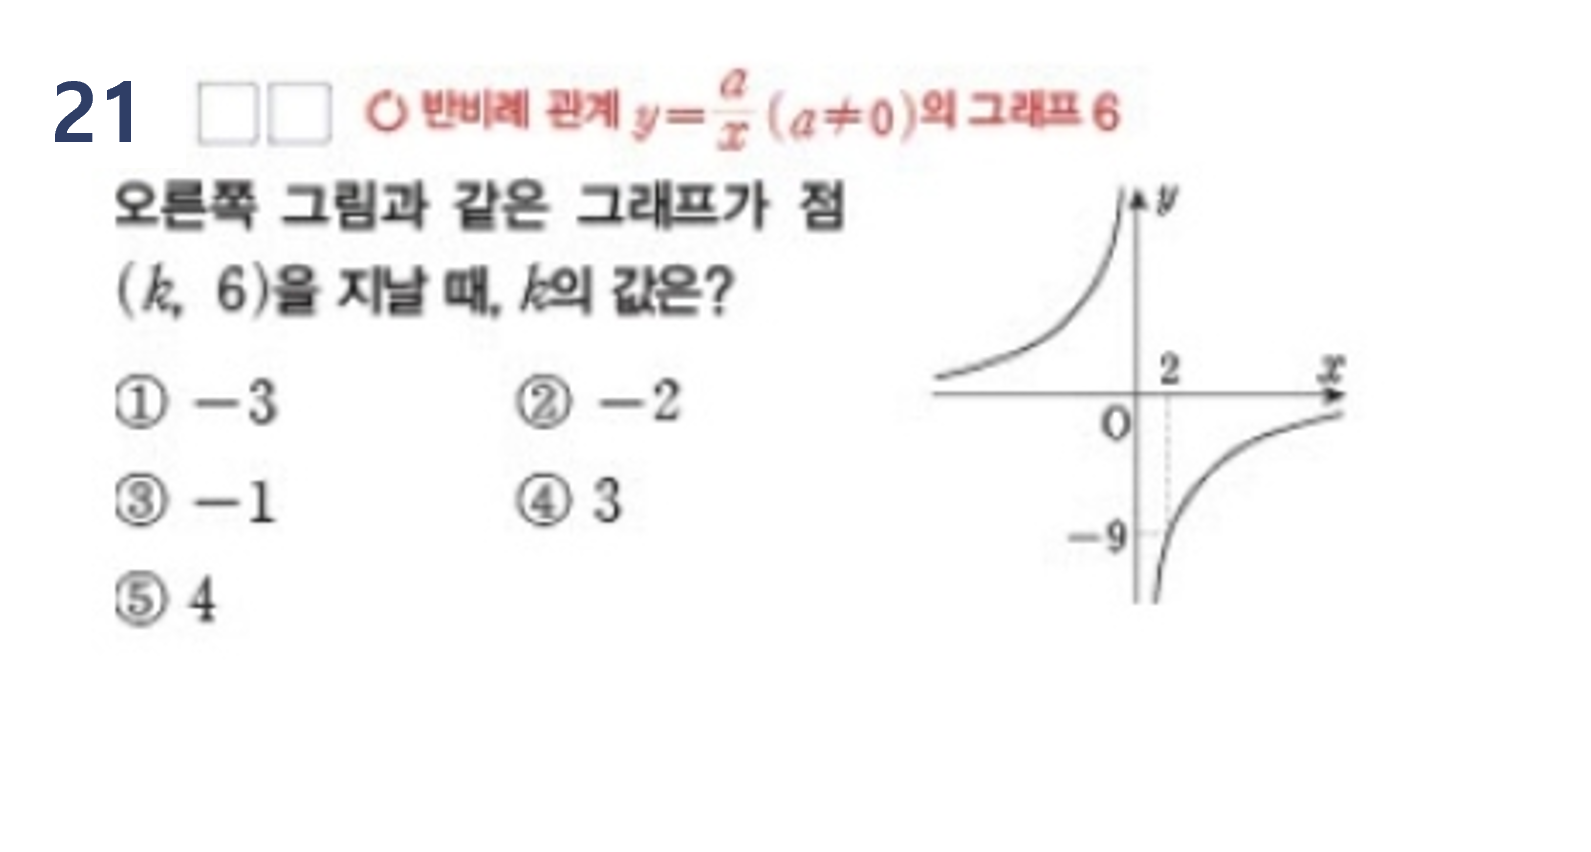 21 반비례 관계 y=a/x (a≠0)의 그래프 6
오른쪽 그림과 같은 그래프가 점
(k, 6)을 지날 때, k의 값은?
① -3 ② -2
③ -1 ④ 3
⑤ 4
y
2 x
O
-9